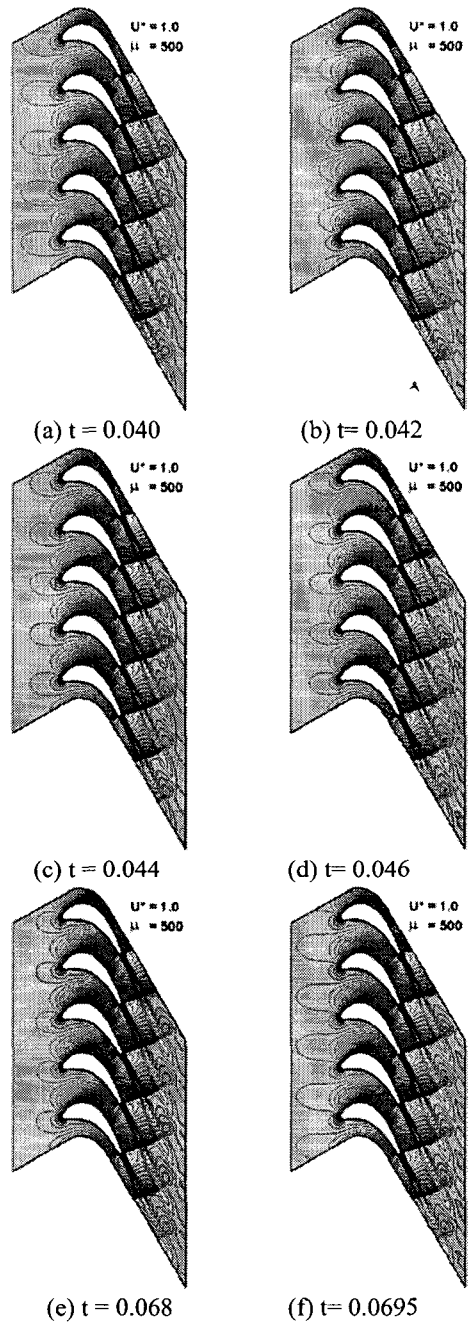 U* = 1.0
μ = 500
U* = 1.0
μ = 500
(a) t = 0.040
(b) t= 0.042
U* = 1.0
μ = 500
U* = 1.0
μ = 500
(c) t = 0.044
(d) t= 0.046
U* = 1.0
μ = 500
U* = 1.0
μ = 500
(e) t = 0.068
(f) t= 0.0695